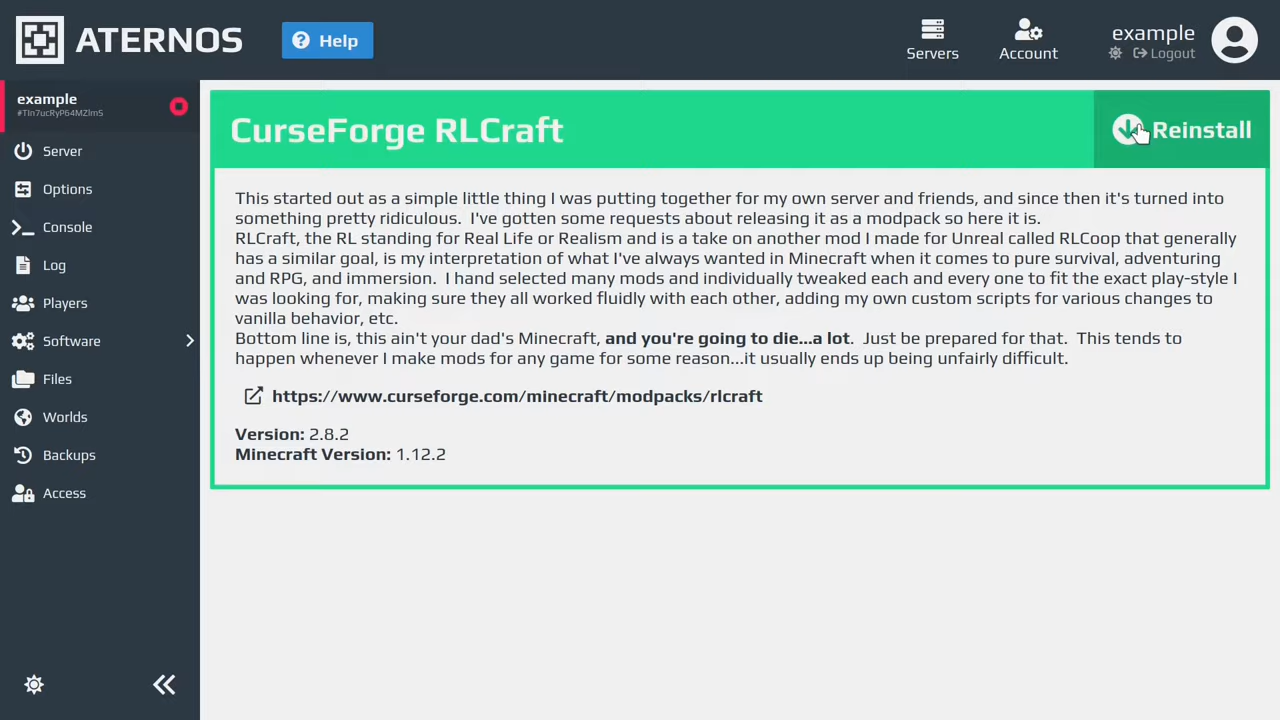 ATERNOS
Help
Servers
Account
example
Logout
example
#Tln7ucRyP64MZlmS
Server
Options
Console
Log
Players
Software
Files
Worlds
Backups
Access
CurseForge RLCraft
Reinstall
This started out as a simple little thing I was putting together for my own server and friends, and since then it's turned into
something pretty ridiculous.  I've gotten some requests about releasing it as a modpack so here it is.
RLCraft, the RL standing for Real Life or Realism and is a take on another mod I made for Unreal called RLCoop that generally
has a similar goal, is my interpretation of what I've always wanted in Minecraft when it comes to pure survival, adventuring
and RPG, and immersion.  I hand selected many mods and individually tweaked each and every one to fit the exact play-style I
was looking for, making sure they all worked fluidly with each other, adding my own custom scripts for various changes to
vanilla behavior, etc.
Bottom line is, this ain't your dad's Minecraft, and you're going to die...a lot.  Just be prepared for that.  This tends to
happen whenever I make mods for any game for some reason...it usually ends up being unfairly difficult.
https://www.curseforge.com/minecraft/modpacks/rlcraft
Version: 2.8.2
Minecraft Version: 1.12.2